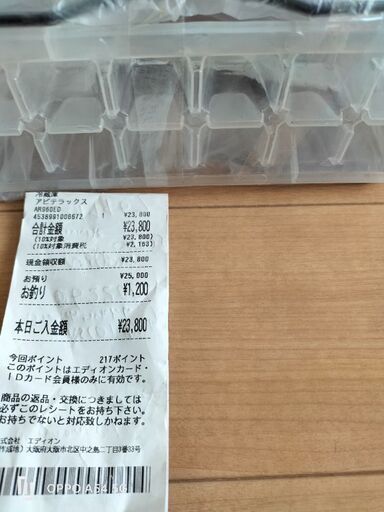 冷蔵庫
アビテラックス
AR960ED
4538991006672 ¥23,800
合計金額 ¥23,800
(10%対象 ¥23,800)
(10%対象消費税 ¥2,163)
現金領収額 ¥23,800
お預り ¥25,000
お釣り ¥1,200
本日ご入金額 ¥23,800
今回ポイント 217ポイント
このポイントはエディオンカード・
IDカード会員様のみに有効です。
商品の返品・交換につきましては
必ずこのレシートをお持ち下さい。
お持ちでないと対応致しかねます。
式会社 エディオン
作成地)大阪府大阪市北区中之島二丁目3番33号
OPPO A54 5G